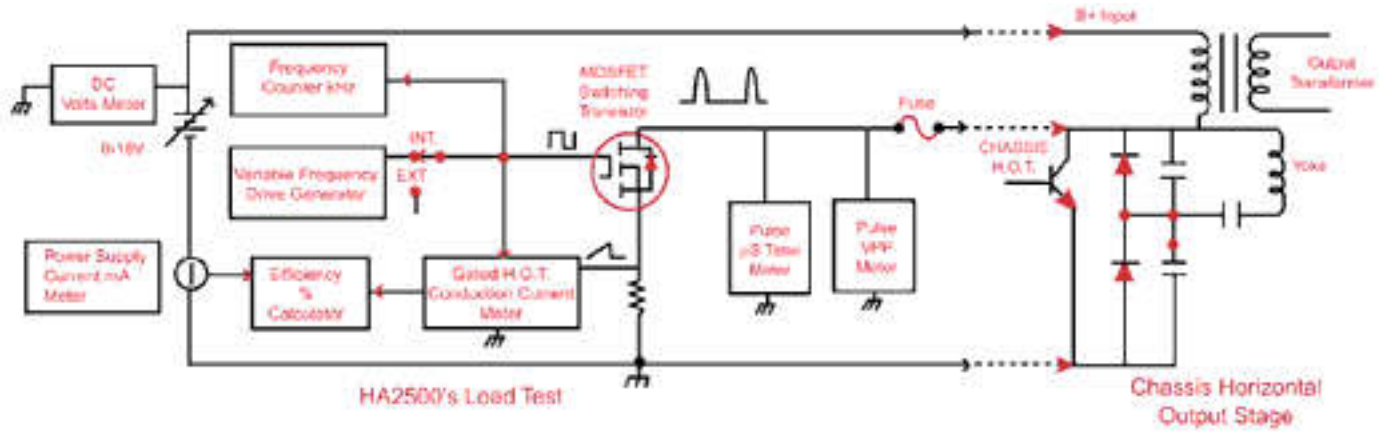 B+ Input
DC
Volts Meter
Frequency
Counter kHz
MOSFET
Switching
Transistor
Fuse
Output
Transformer
INT.
EXT
Variable Frequency
Drive Generator
CHASSIS
H.O.T.
Yoke
Power Supply
Current mA
Meter
Efficiency
%
Calculator
Gated H.O.T.
Conduction Current
Meter
Pulse
µS Time
Meter
Pulse
VPP
Meter
HA2500's Load Test
Chassis Horizontal
Output Stage